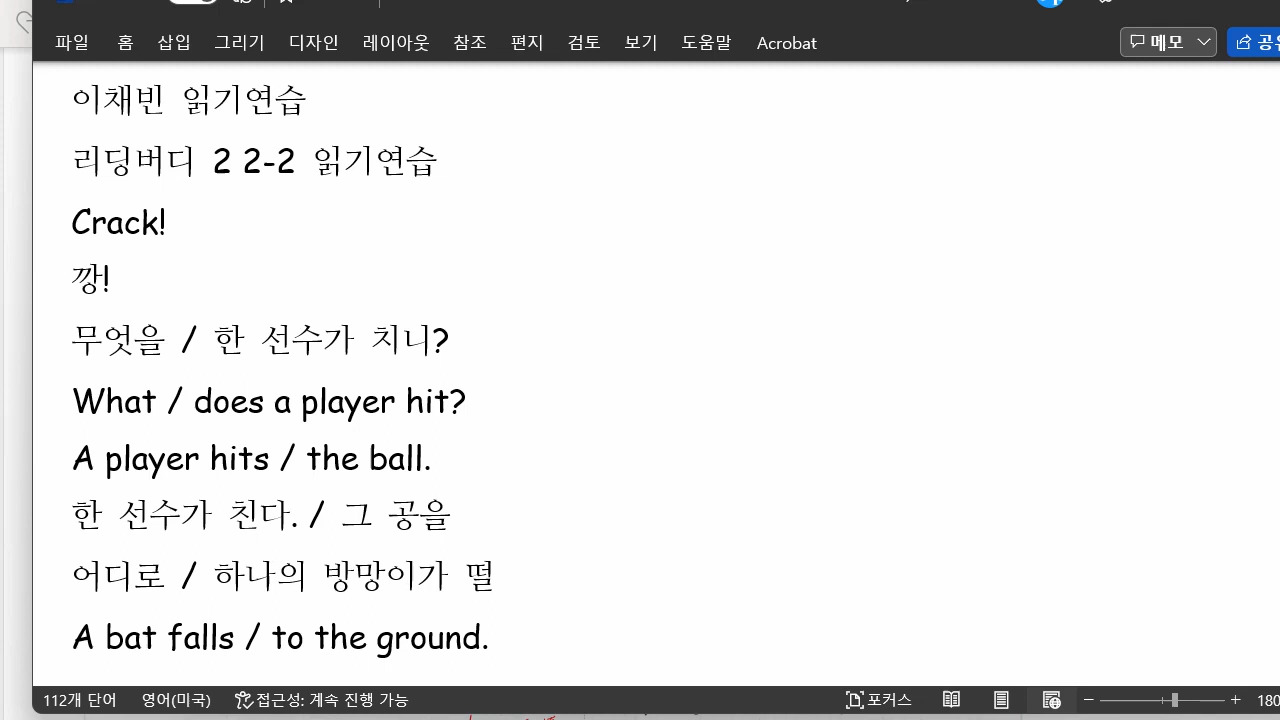 파일 홈 삽입 그리기 디자인 레이아웃 참조 편지 검토 보기 도움말 Acrobat 메모
이채빈 읽기연습
리딩버디 2 2-2 읽기연습
Crack!
깡!
무엇을 / 한 선수가 치니?
What / does a player hit?
A player hits / the ball.
한 선수가 친다. / 그 공을
어디로 / 하나의 방망이가 떨
A bat falls / to the ground.
112개 단어 영어(미국) 접근성: 계속 진행 가능 포커스 180